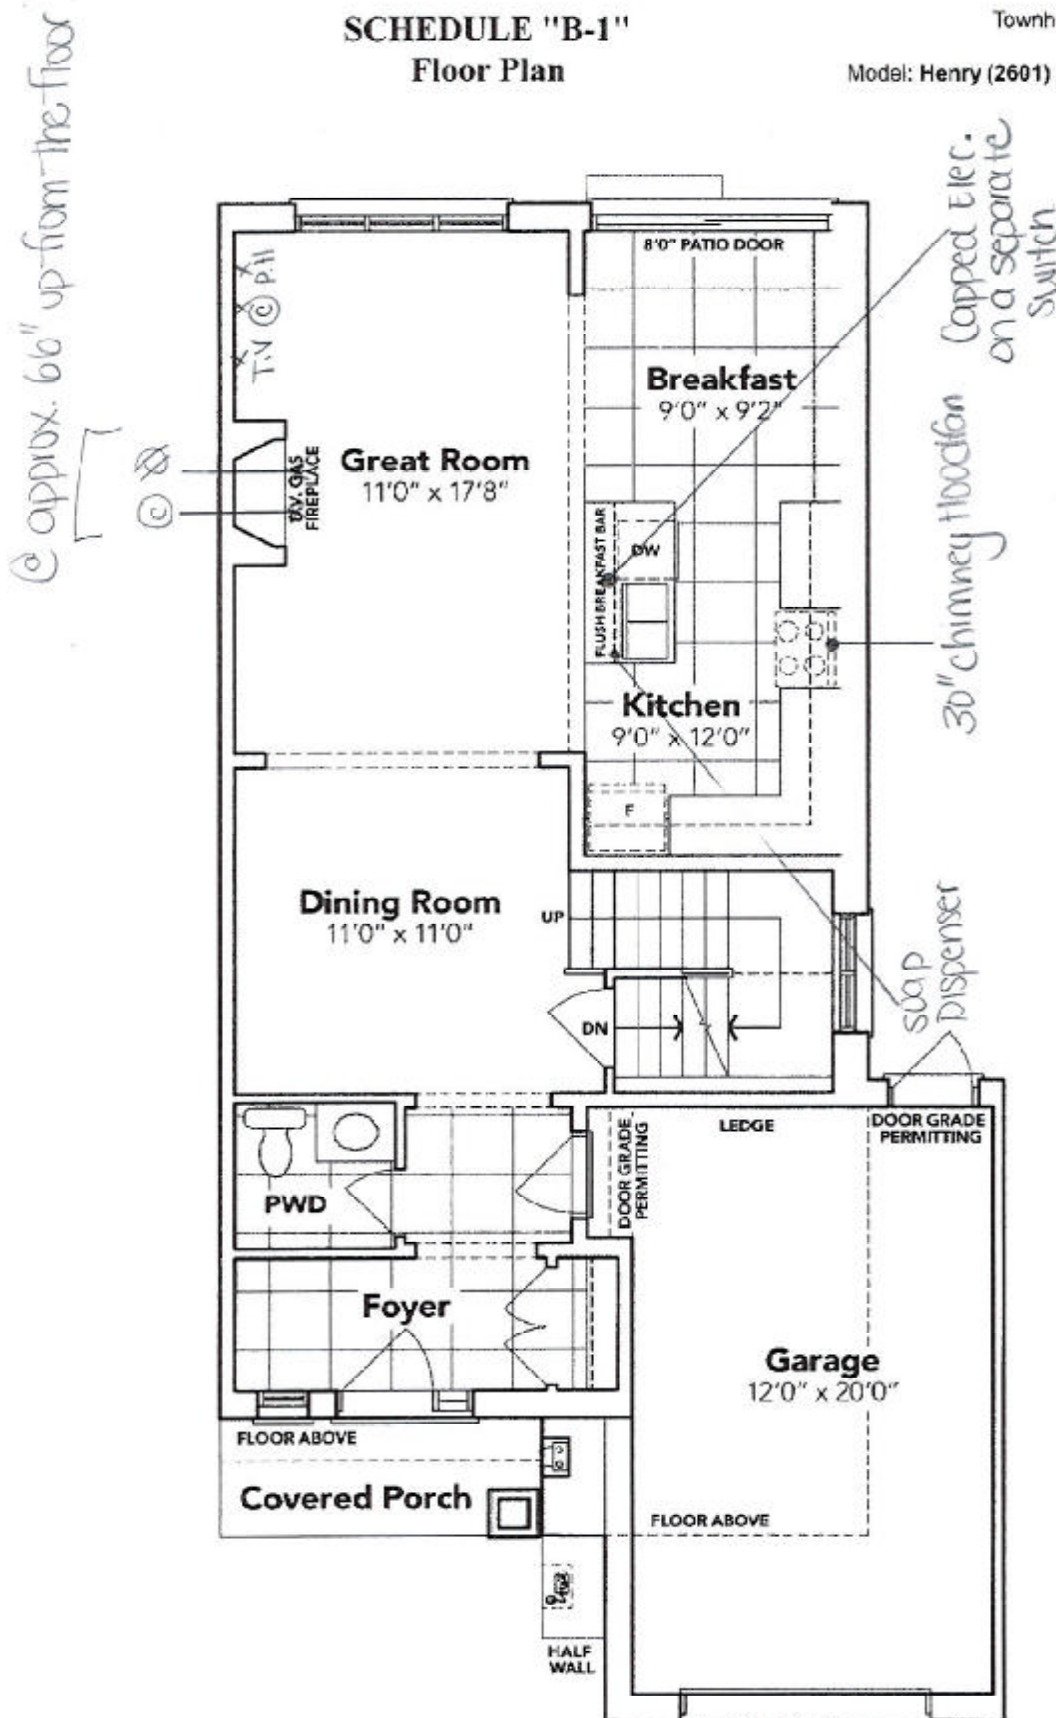 SCHEDULE "B-1"
Floor Plan
Townh
Model: Henry (2601)
@ approx. 66" up from the floor
Capped Elec.
on a separate
switch
T.V © P.H
8'0" PATIO DOOR
Breakfast
9'0" x 9'2"
Great Room
11'0" x 17'8"
D.V. GAS
FIREPLACE
©
FLUSH BREAKFAST BAR
DW
30" chimney Hoodfan
Kitchen
9'0" x 12'0"
F
Dining Room
11'0" x 11'0"
UP
DN
soap
Dispenser
LEDGE
DOOR GRADE
PERMITTING
DOOR GRADE
PERMITTING
PWD
Foyer
Garage
12'0" x 20'0"
FLOOR ABOVE
Covered Porch
FLOOR ABOVE
HALF
WALL